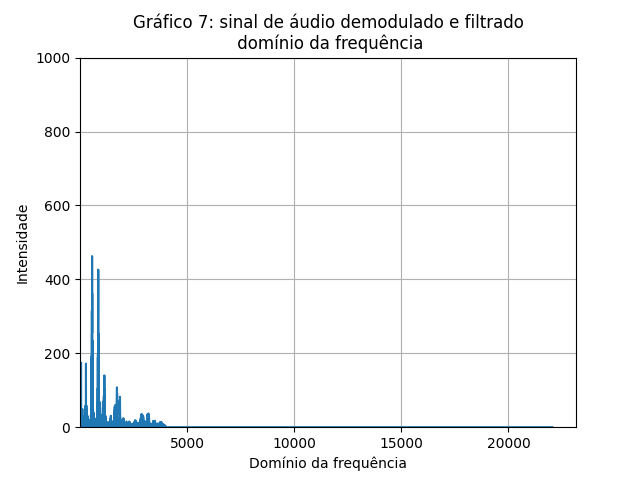 Gráfico 7: sinal de áudio demodulado e filtrado
domínio da frequência
1000
800
600
400
200
0
Intensidade
5000 10000 15000 20000
Domínio da frequência